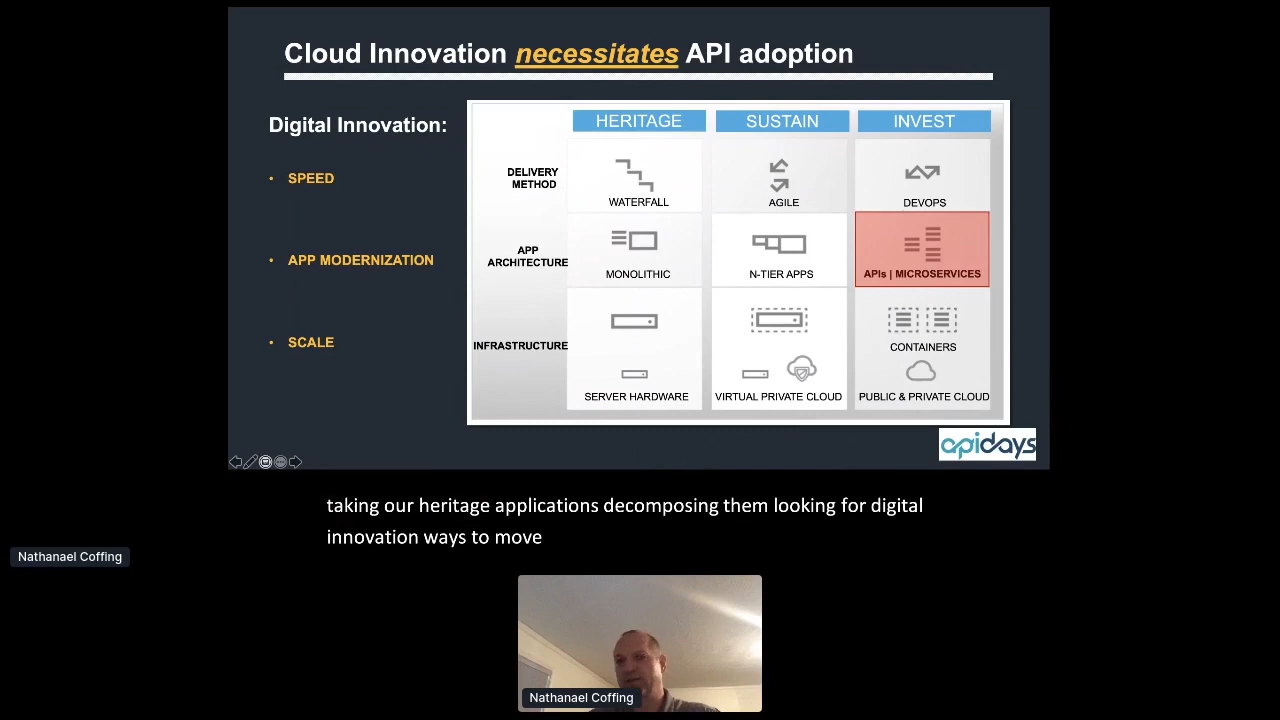 Cloud Innovation necessitates API adoption
Digital Innovation:
• SPEED
• APP MODERNIZATION
• SCALE
HERITAGE SUSTAIN INVEST
DELIVERY
METHOD
WATERFALL AGILE DEVOPS
APP
ARCHITECTURE
MONOLITHIC N-TIER APPS APIs | MICROSERVICES
INFRASTRUCTURE
CONTAINERS
SERVER HARDWARE VIRTUAL PRIVATE CLOUD PUBLIC & PRIVATE CLOUD
apidays
taking our heritage applications decomposing them looking for digital
innovation ways to move
Nathanael Coffing
Nathanael Coffing